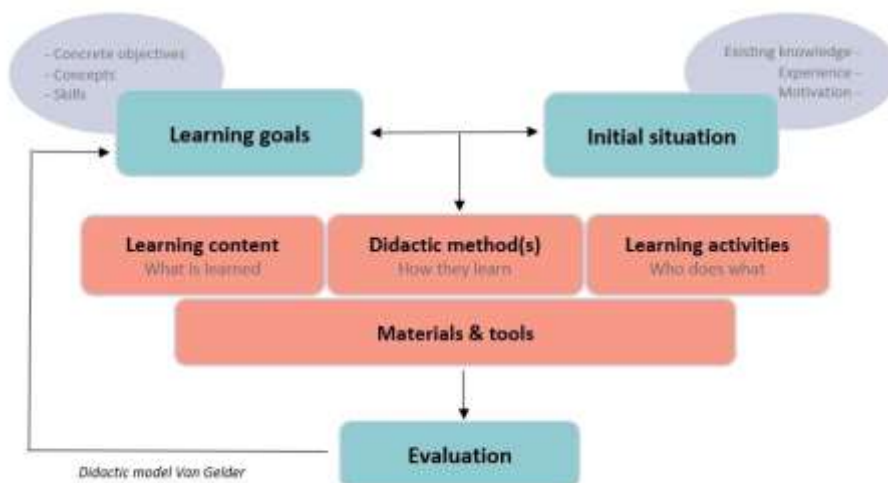 - Concrete objectives
- Concepts
- Skills
Existing knowledge -
Experience -
Motivation -
Learning goals
Initial situation
Learning content
What is learned
Didactic method(s)
How they learn
Learning activities
Who does what
Materials & tools
Evaluation
Didactic model Van Gelder